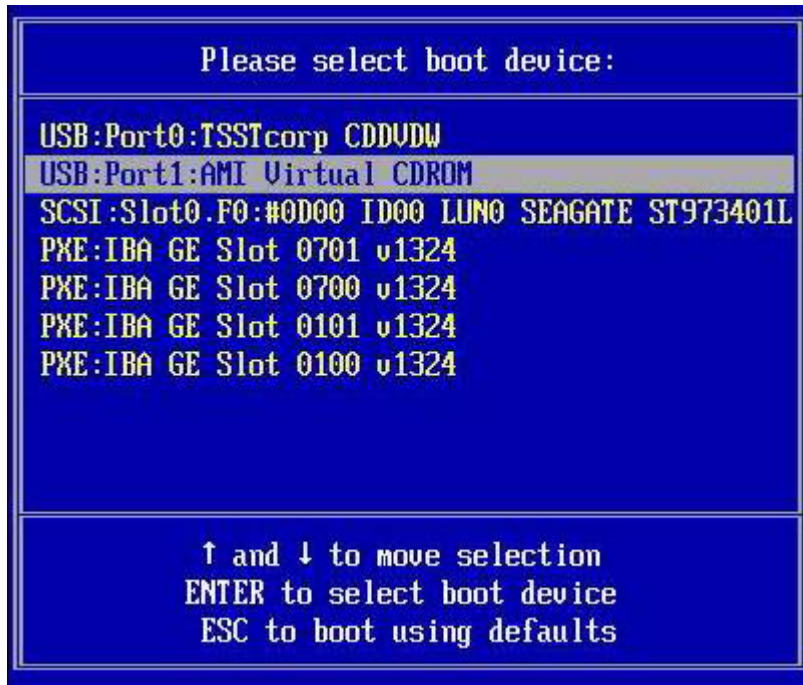 Please select boot device:
USB:Port0:TSSTcorp CDDVDW
USB:Port1:AMI Virtual CDROM
SCSI:Slot0.F0:#0D00 ID00 LUN0 SEAGATE ST973401L
PXE:IBA GE Slot 0701 v1324
PXE:IBA GE Slot 0700 v1324
PXE:IBA GE Slot 0101 v1324
PXE:IBA GE Slot 0100 v1324
↑ and ↓ to move selection
ENTER to select boot device
ESC to boot using defaults